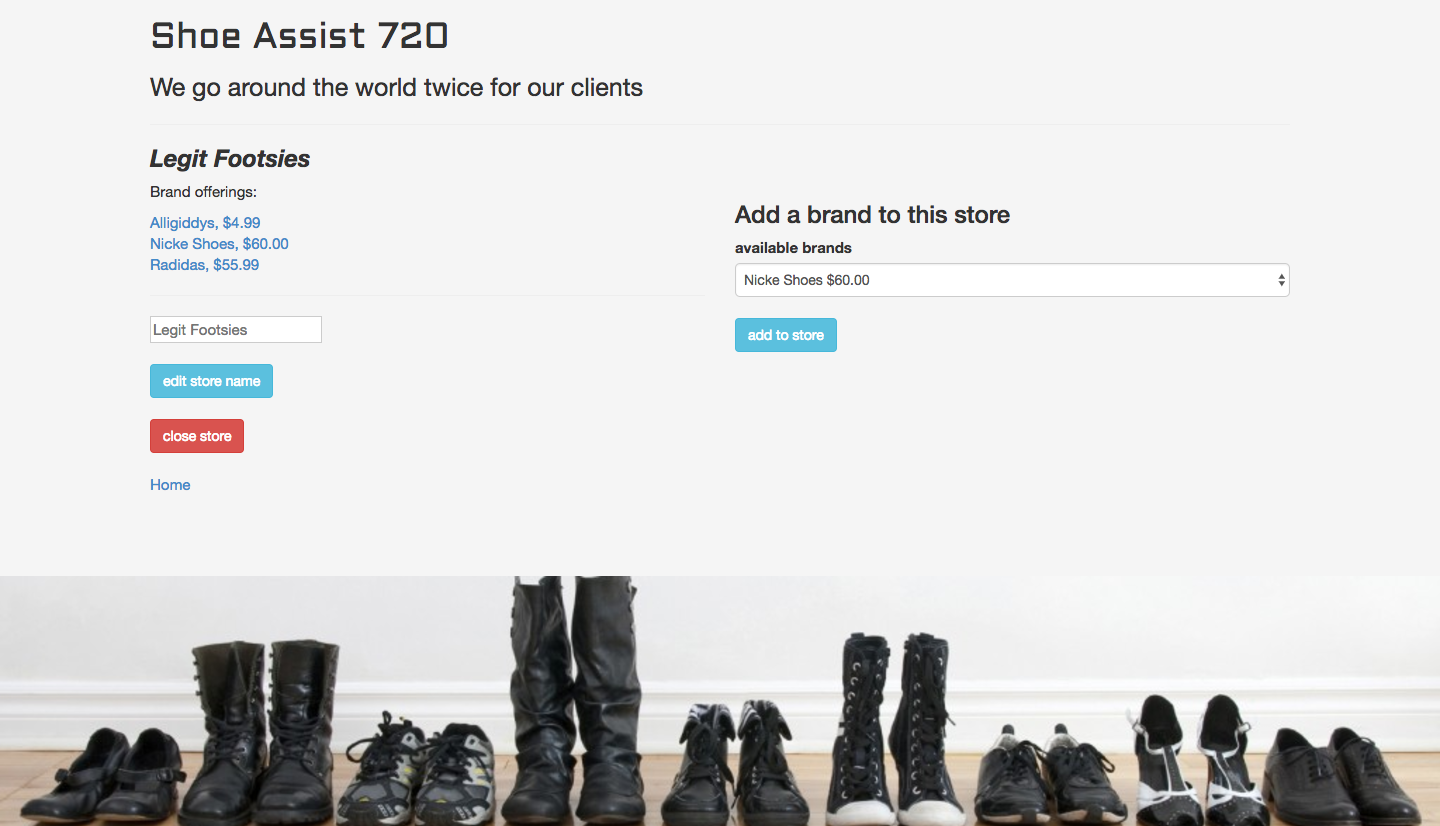 Shoe Assist 720
We go around the world twice for our clients
Legit Footsies
Brand offerings:
Alligiddys, $4.99
Nicke Shoes, $60.00
Radidas, $55.99
Legit Footsies
edit store name
close store
Home
Add a brand to this store
available brands
Nicke Shoes $60.00
add to store